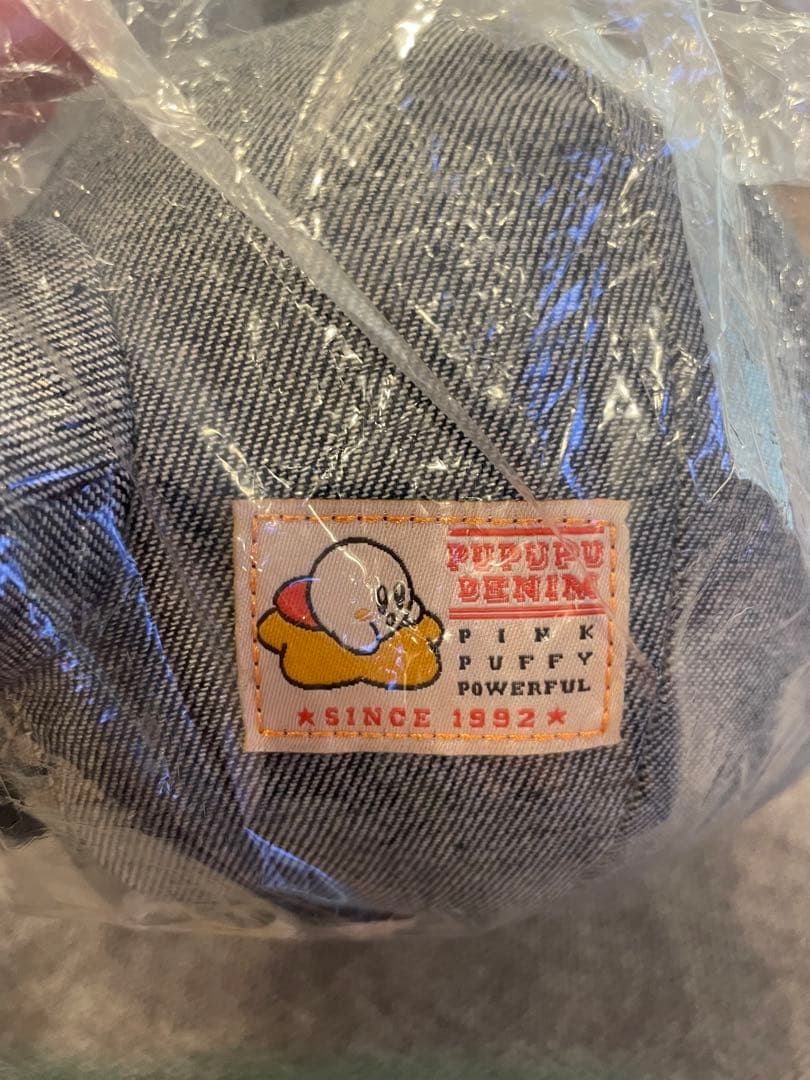 PUPUPU
DENIM
PINK
PUFFY
POWERFUL
★SINCE 1992★